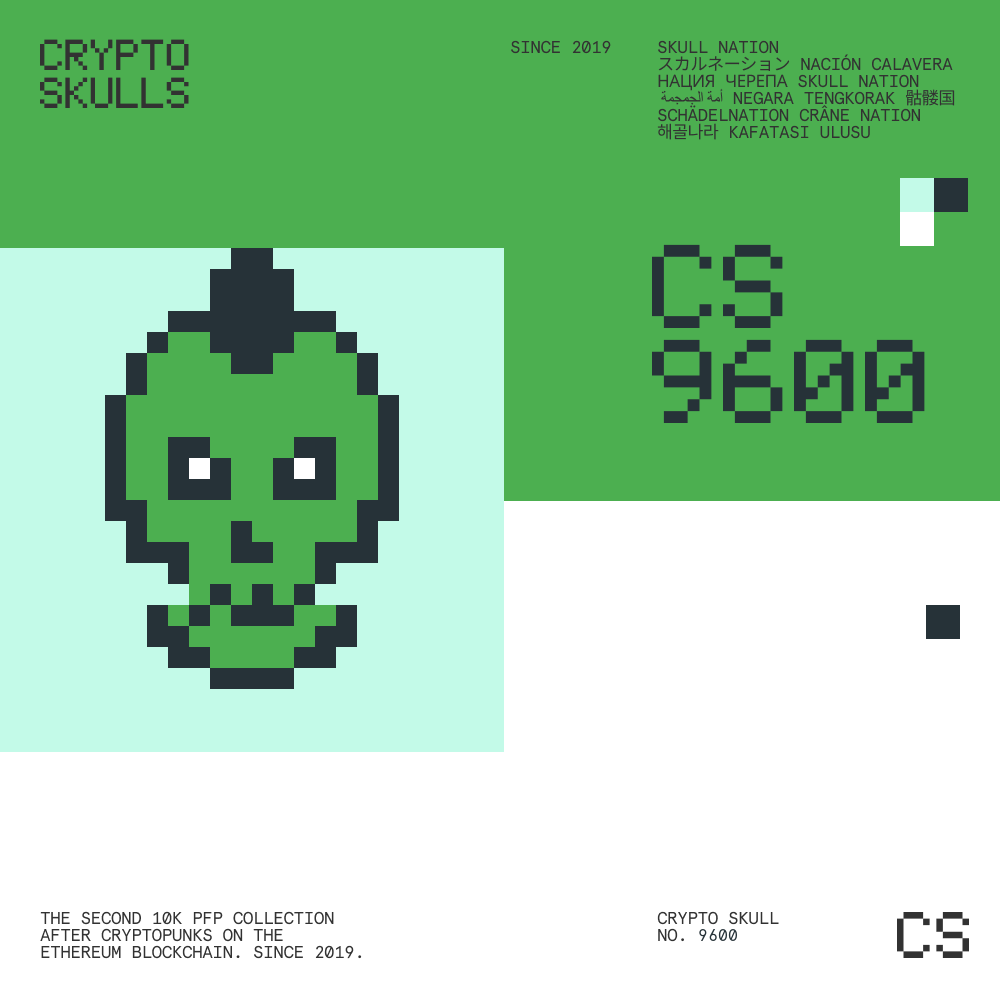 CRYPTO
SKULLS
SINCE 2019
SKULL NATION
スカルネーション NACIÓN CALAVERA
НАЦИЯ ЧЕРЕПА SKULL NATION
أمة الجمجمة NEGARA TENGKORAK 骷髅国
SCHÄDELNATION CRÂNE NATION
해골나라 KAFATASI ULUSU
CS
9600
THE SECOND 10K PFP COLLECTION
AFTER CRYPTOPUNKS ON THE
ETHEREUM BLOCKCHAIN. SINCE 2019.
CRYPTO SKULL
NO. 9600
CS